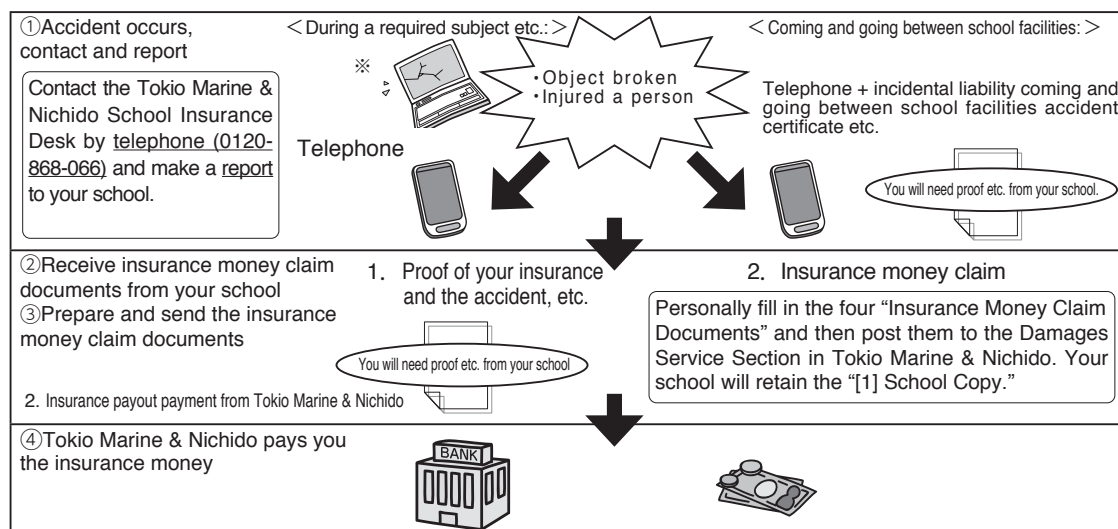 ①Accident occurs,
contact and report
Contact the Tokio Marine &
Nichido School Insurance
Desk by telephone (0120-
868-066) and make a report
to your school.
＜During a required subject etc.:＞
※
Telephone
・Object broken
・Injured a person
＜Coming and going between school facilities:＞
Telephone + incidental liability coming and
going between school facilities accident
certificate etc.
You will need proof etc. from your school.
②Receive insurance money claim
documents from your school
③Prepare and send the insurance
money claim documents
2. Insurance payout payment from Tokio Marine & Nichido
1. Proof of your insurance
and the accident, etc.
You will need proof etc. from your school
2. Insurance money claim
Personally fill in the four “Insurance Money Claim
Documents” and then post them to the Damages
Service Section in Tokio Marine & Nichido. Your
school will retain the “[1] School Copy.”
④Tokio Marine & Nichido pays you
the insurance money
BANK